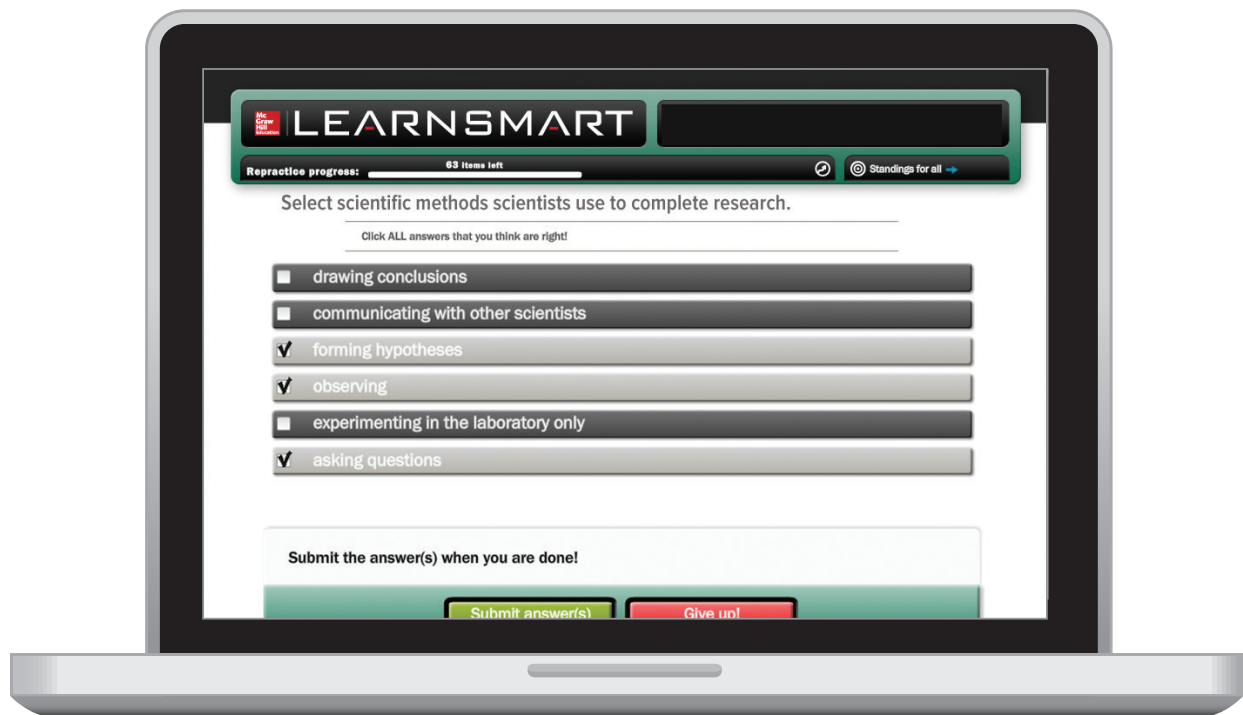 Mc
Graw
Hill
Education
LEARNSMART
Repractice progress:
63 Items left
Standings for all
Select scientific methods scientists use to complete research.
Click ALL answers that you think are right!
drawing conclusions
communicating with other scientists
forming hypotheses
observing
experimenting in the laboratory only
asking questions
Submit the answer(s) when you are done!
Submit answer(s)
Give up!